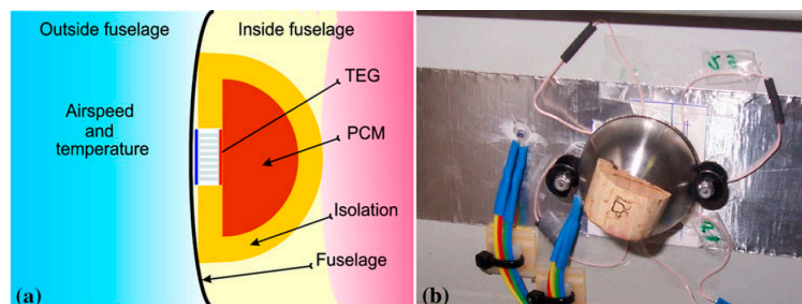 Outside fuselage
Inside fuselage
TEG
Airspeed
and
temperature
PCM
Isolation
Fuselage
(a)
(b)